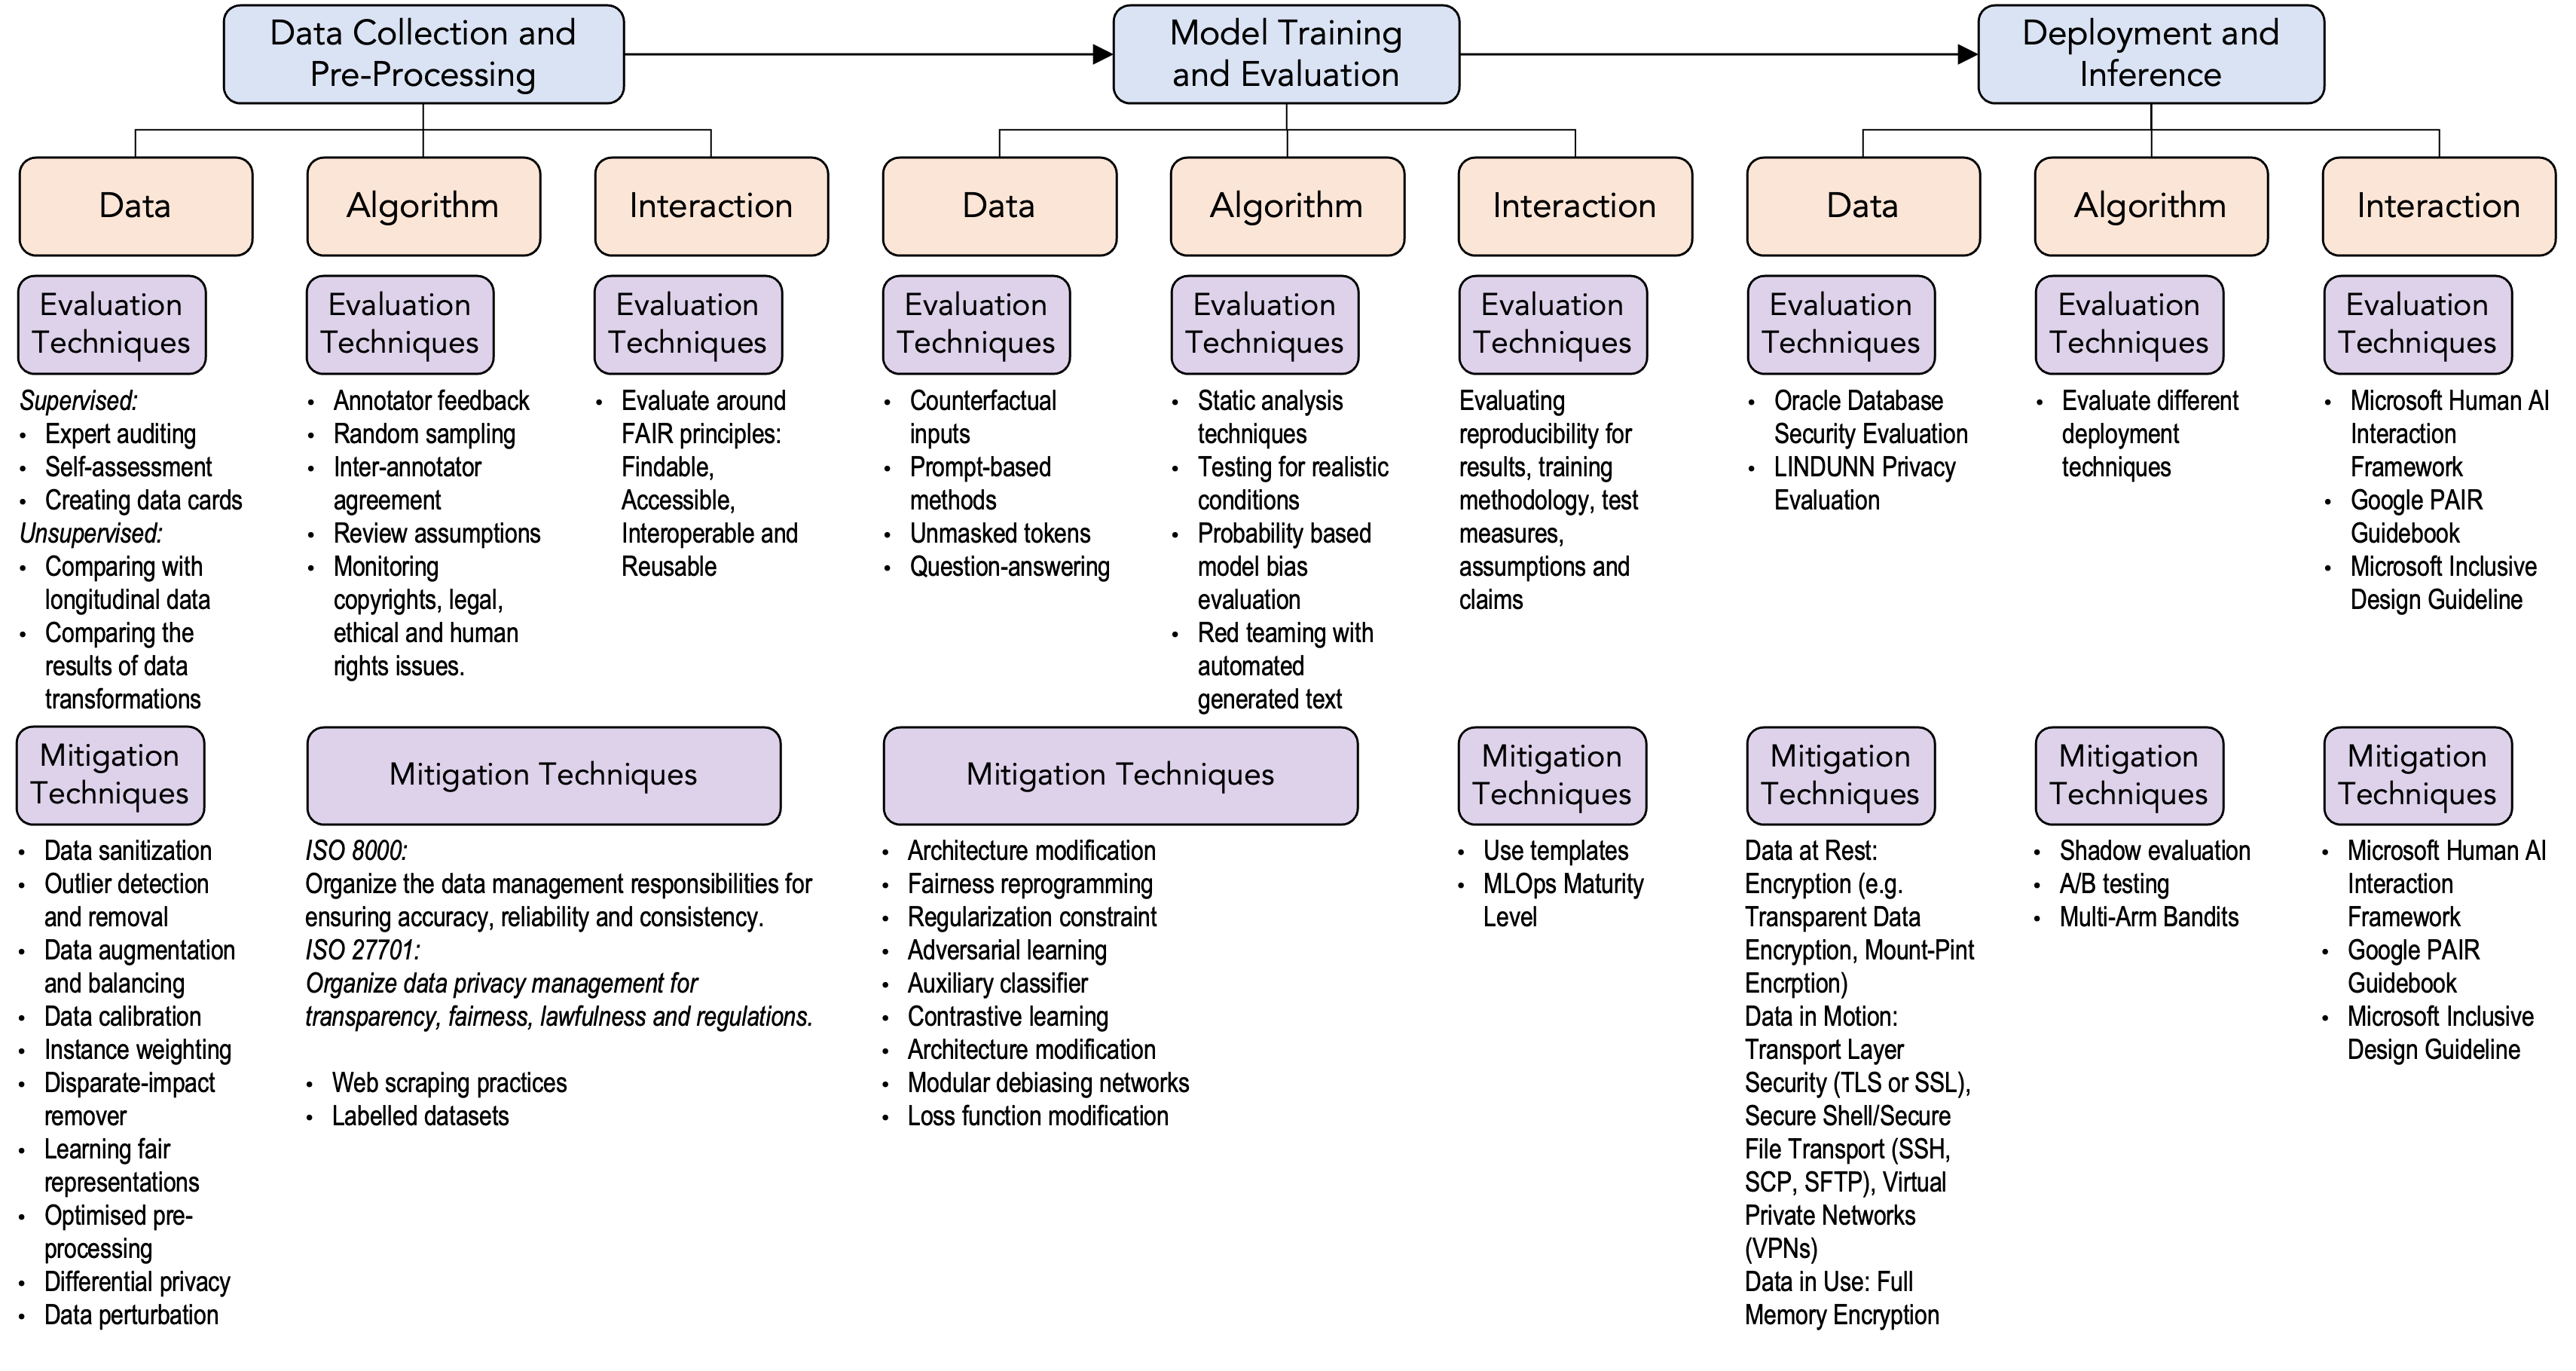 Data Collection and
Pre-Processing
Model Training
and Evaluation
Deployment and
Inference
Data
Algorithm
Interaction
Data
Algorithm
Interaction
Data
Algorithm
Interaction
Evaluation
Techniques
Supervised:
• Expert auditing
• Self-assessment
• Creating data cards
Unsupervised:
• Comparing with
longitudinal data
• Comparing the
results of data
transformations
Evaluation
Techniques
• Annotator feedback
• Random sampling
• Inter-annotator
agreement
• Review assumptions
• Monitoring
copyrights, legal,
ethical and human
rights issues.
Evaluation
Techniques
• Evaluate around
FAIR principles:
Findable,
Accessible,
Interoperable and
Reusable
Evaluation
Techniques
• Counterfactual
inputs
• Prompt-based
methods
• Unmasked tokens
• Question-answering
Evaluation
Techniques
• Static analysis
techniques
• Testing for realistic
conditions
• Probability based
model bias
evaluation
• Red teaming with
automated
generated text
Evaluation
Techniques
Evaluating
reproducibility for
results, training
methodology, test
measures,
assumptions and
claims
Evaluation
Techniques
• Oracle Database
Security Evaluation
• LINDUNN Privacy
Evaluation
Evaluation
Techniques
• Evaluate different
deployment
techniques
Evaluation
Techniques
• Microsoft Human AI
Interaction
Framework
• Google PAIR
Guidebook
• Microsoft Inclusive
Design Guideline
Mitigation
Techniques
• Data sanitization
• Outlier detection
and removal
• Data augmentation
and balancing
• Data calibration
• Instance weighting
• Disparate-impact
remover
• Learning fair
representations
• Optimised pre-
processing
• Differential privacy
• Data perturbation
Mitigation Techniques
ISO 8000:
Organize the data management responsibilities for
ensuring accuracy, reliability and consistency.
ISO 27701:
Organize data privacy management for
transparency, fairness, lawfulness and regulations.
• Web scraping practices
• Labelled datasets
Mitigation Techniques
• Architecture modification
• Fairness reprogramming
• Regularization constraint
• Adversarial learning
• Auxiliary classifier
• Contrastive learning
• Architecture modification
• Modular debiasing networks
• Loss function modification
Mitigation
Techniques
• Use templates
• MLOps Maturity
Level
Mitigation
Techniques
Data at Rest:
Encryption (e.g.
Transparent Data
Encryption, Mount-Pint
Encrption)
Data in Motion:
Transport Layer
Security (TLS or SSL),
Secure Shell/Secure
File Transport (SSH,
SCP, SFTP), Virtual
Private Networks
(VPNs)
Data in Use: Full
Memory Encryption
Mitigation
Techniques
• Shadow evaluation
• A/B testing
• Multi-Arm Bandits
Mitigation
Techniques
• Microsoft Human AI
Interaction
Framework
• Google PAIR
Guidebook
• Microsoft Inclusive
Design Guideline